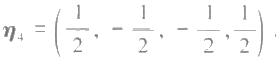 η₄ = (1/2, - 1/2, - 1/2, 1/2).